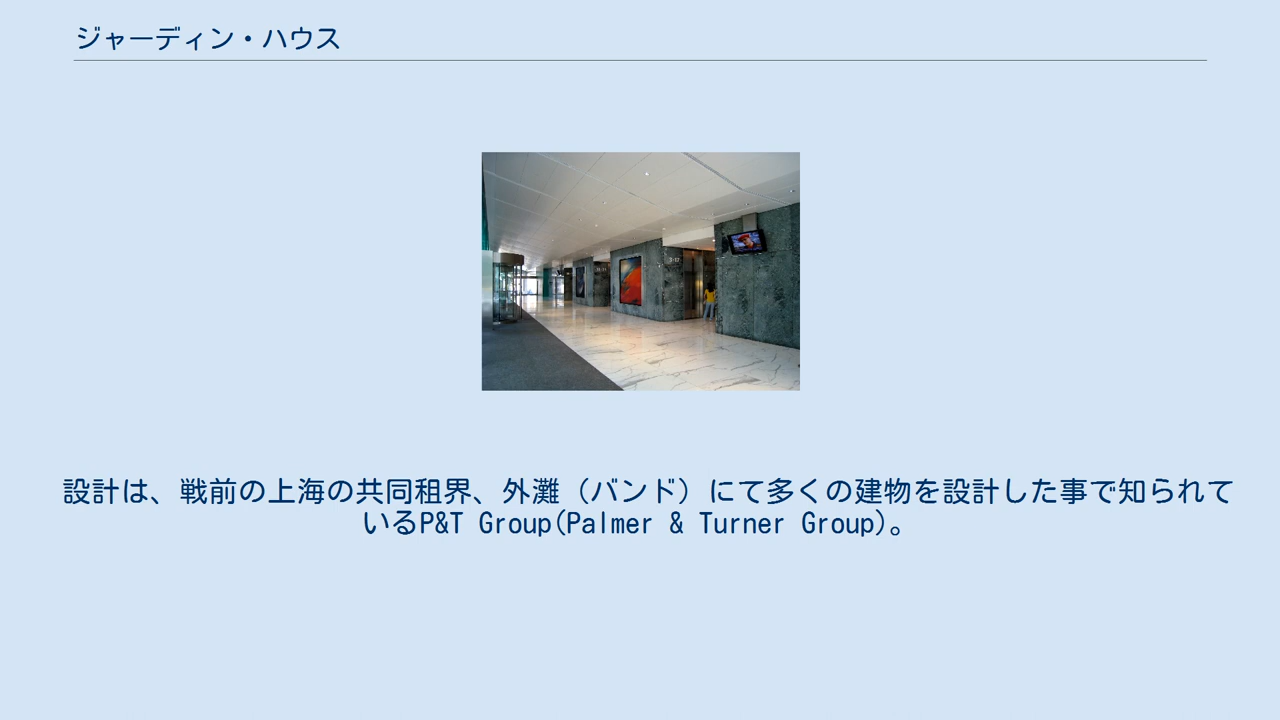 ジャーディン・ハウス
設計は、戦前の上海の共同租界、外灘（バンド）にて多くの建物を設計した事で知られて
いるP&T Group(Palmer & Turner Group)。